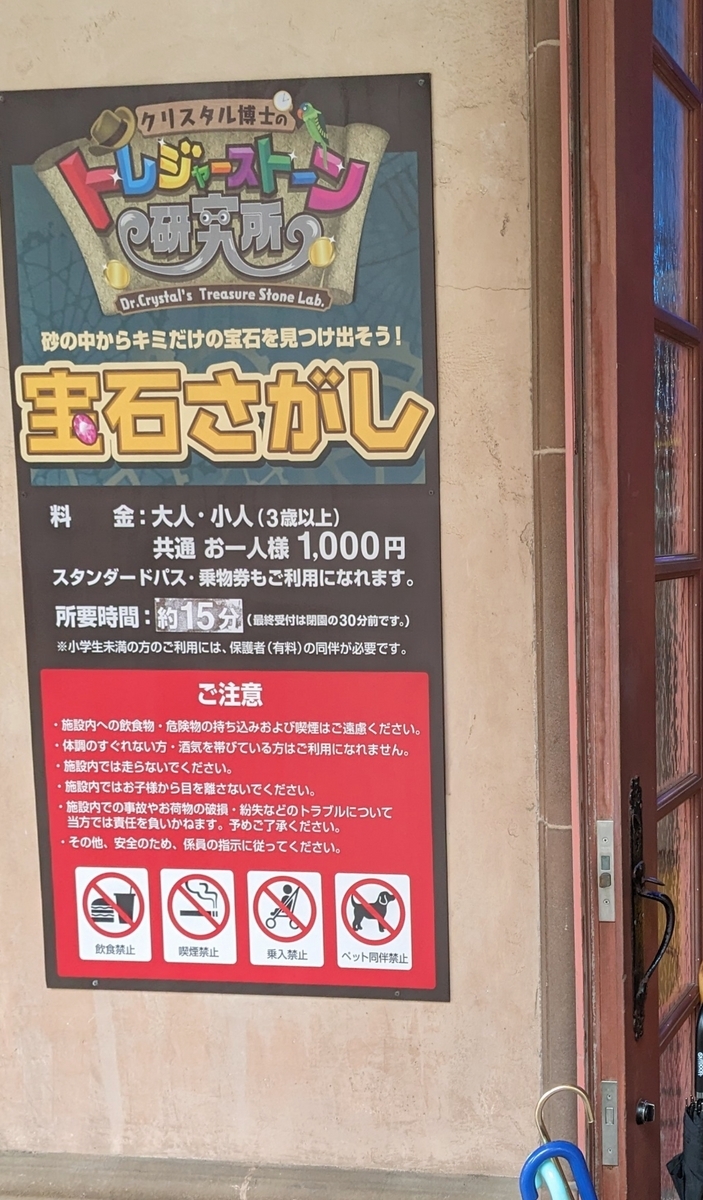 クリスタル博士の
トレジャーストーン
研究所
Dr.Crystal's Treasure Stone Lab.
砂の中からキミだけの宝石を見つけ出そう！
宝石さがし
料　金：大人・小人（3歳以上）
共通 お一人様 1,000円
スタンダードパス・乗物券もご利用になれます。
所要時間：約15分（最終受付は閉園の30分前です。）
※小学生未満の方のご利用には、保護者（有料）の同伴が必要です。
ご注意
・施設内への飲食物・危険物の持ち込みおよび喫煙はご遠慮ください。
・体調のすぐれない方・酒気を帯びている方はご利用になれません。
・施設内では走らないでください。
・施設内ではお子様から目を離さないでください。
・施設内での事故やお荷物の破損・紛失などのトラブルについて
当方では責任を負いかねます。予めご了承ください。
・その他、安全のため、係員の指示に従ってください。
飲食禁止
喫煙禁止
乗入禁止
ペット同伴禁止